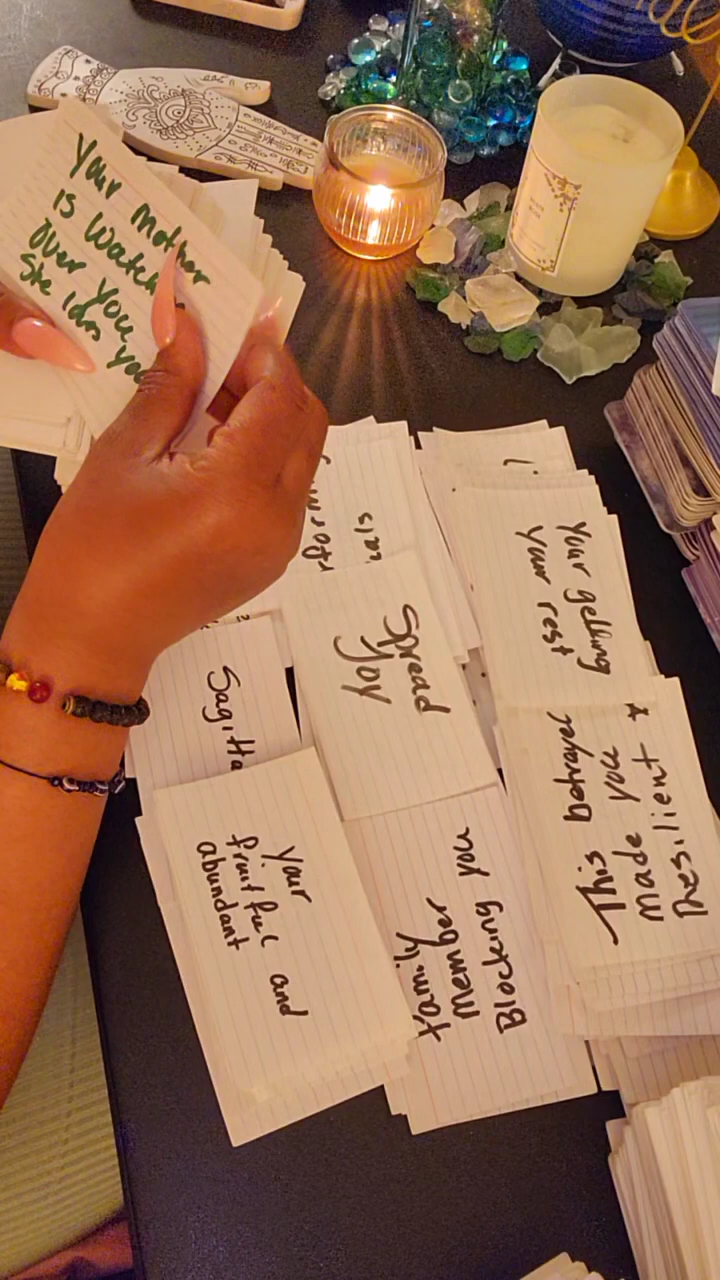 Your mother
is watch
over you
She
Spread
Joy
Your getting
your rest
Sagitta
This betrayel
made you
Resilient
Your
fruitful and
abundant
family
member
Blocking you